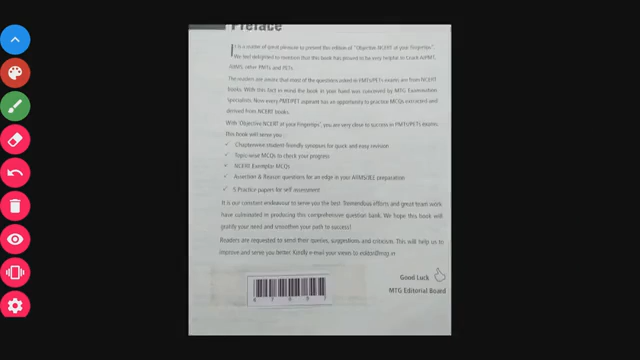 Preface
It is a matter of great pleasure to present this edition of "Objective NCERT at your Fingertips".
We feel delighted to mention that this book has proved to be very helpful to crack AIPMT,
AIIMS, other PMTs and PETs.
The readers are aware that most of the questions asked in PMTs/PETs exams are from NCERT
books. With this fact in mind the book in your hand was conceived by MTG Examination
Specialists. Now every PMT/PET aspirant has an opportunity to practice MCQs extracted and
derived from NCERT books.
With "Objective NCERT at your Fingertips", you are very close to success in PMTs/PETs exams.
This book will serve you:
✓ Chapterwise student-friendly synopses for quick-and-easy revision
✓ Topic-wise MCQs to check your progress
✓ NCERT Exemplar MCQs
✓ Assertion & Reason questions for an edge in your AIIMS/JEE preparation
✓ 5 Practice papers for self assessment
It is our constant endeavour to serve you the best. Tremendous efforts and great team work
have culminated in producing this comprehensive question bank. We hope this book will
gratify your need and smoothen your path to success!
Readers are requested to send their queries, suggestions and criticism. This will help us to
improve and serve you better. Kindly e-mail your views to
Good Luck
MTG Editorial Board